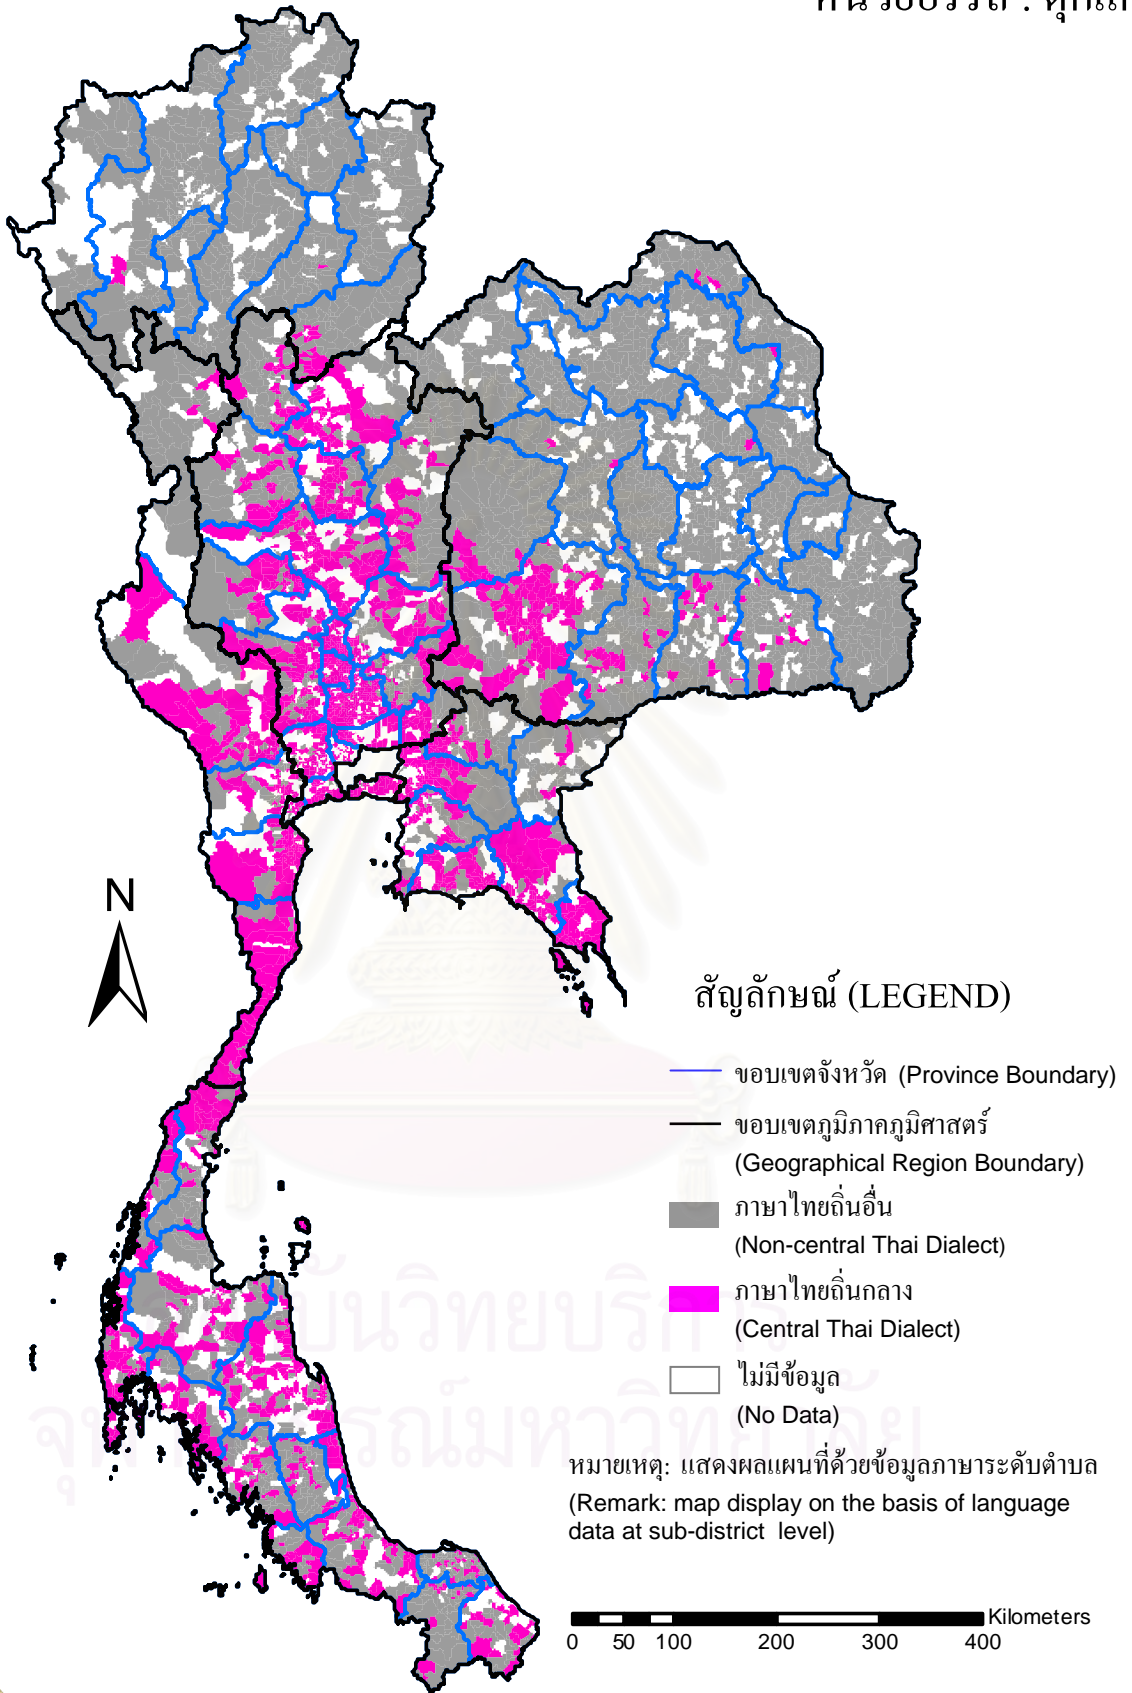 N
สัญลักษณ์ (LEGEND)
ขอบเขตจังหวัด (Province Boundary)
ขอบเขตภูมิภาคภูมิศาสตร์
(Geographical Region Boundary)
ภาษาไทยถิ่นอื่น
(Non-central Thai Dialect)
ภาษาไทยถิ่นกลาง
(Central Thai Dialect)
ไม่มีข้อมูล
(No Data)
หมายเหตุ: แสดงผลแผนที่ด้วยข้อมูลภาษาระดับตำบล
(Remark: map display on the basis of language
data at sub-district level)
Kilometers
0 50 100 200 300 400